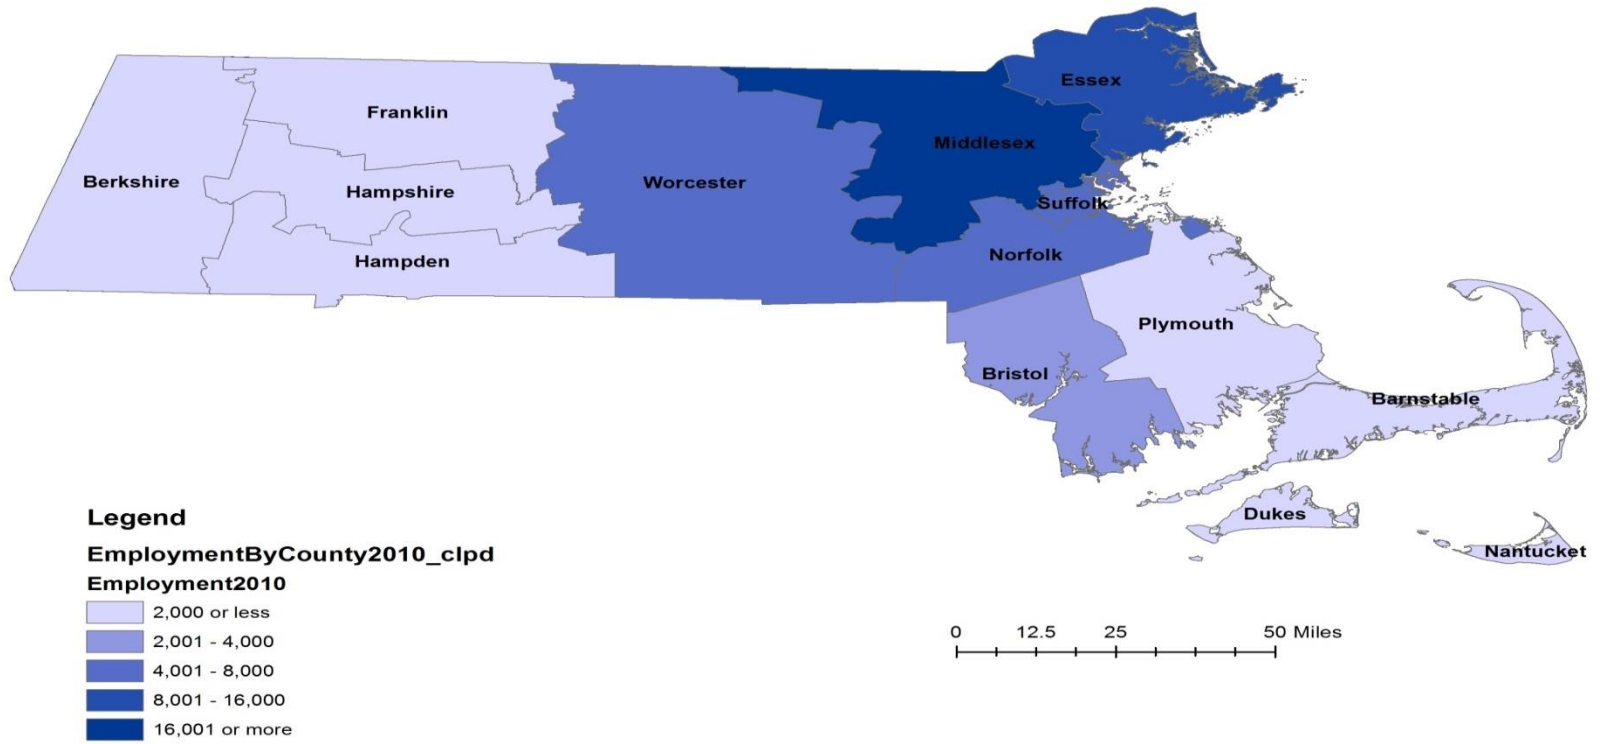 Essex
Franklin
Middlesex
Berkshire
Hampshire
Worcester
Suffolk
Norfolk
Hampden
Plymouth
Bristol
Barnstable
Dukes
Nantucket
Legend
EmploymentByCounty2010_clpd
Employment2010
2,000 or less
2,001 - 4,000
4,001 - 8,000
8,001 - 16,000
16,001 or more
0 12.5 25 50 Miles